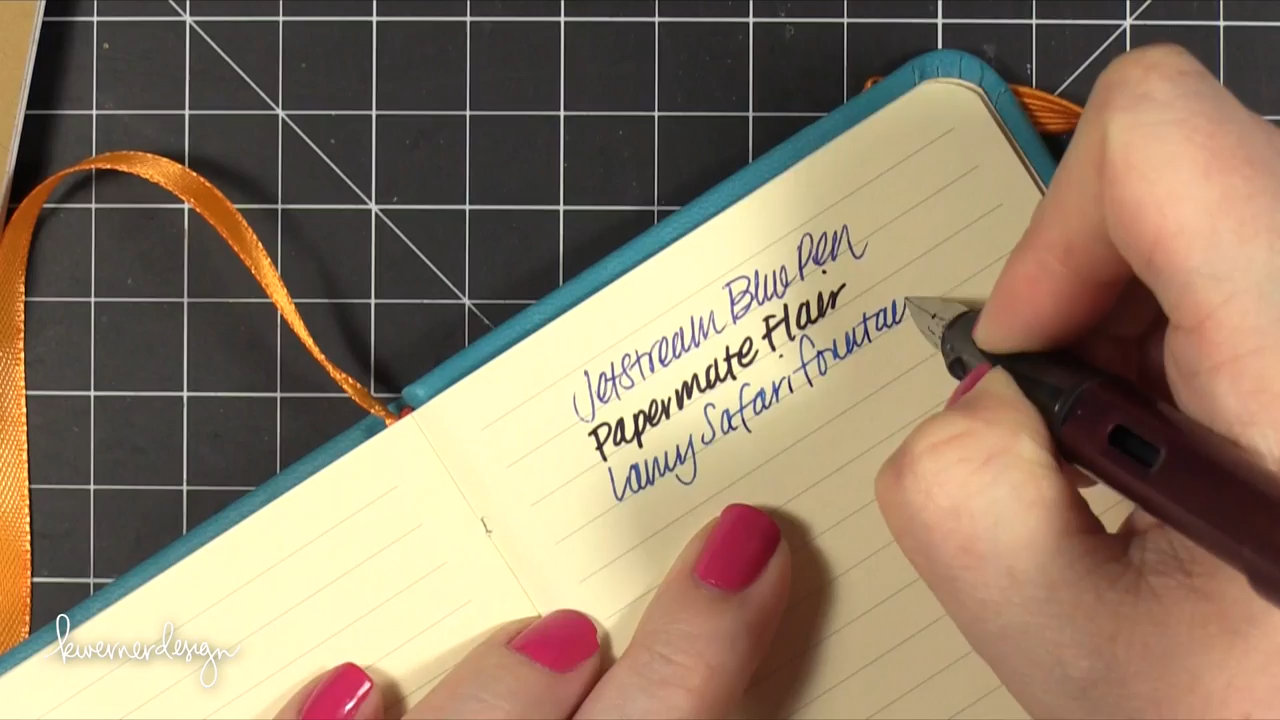 Jetstream Blue Pen
Papermate Flair
Lamy Safari fountai
kwernerdesign